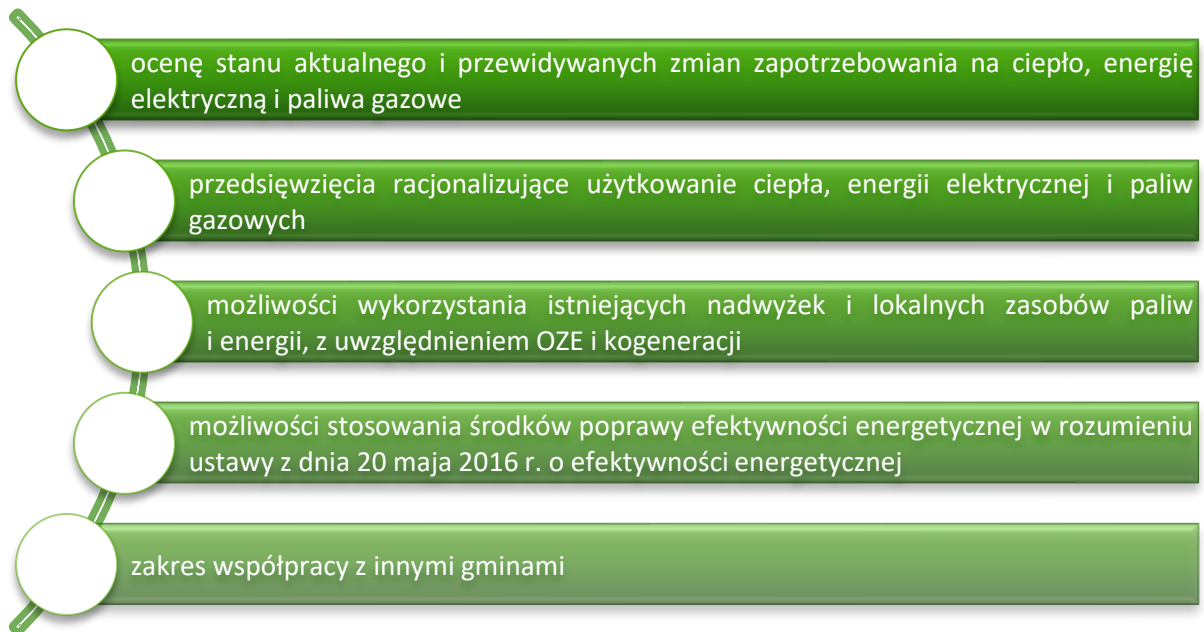 ocenę stanu aktualnego i przewidywanych zmian zapotrzebowania na ciepło, energię
elektryczną i paliwa gazowe
przedsięwzięcia racjonalizujące użytkowanie ciepła, energii elektrycznej i paliw
gazowych
możliwości wykorzystania istniejących nadwyżek i lokalnych zasobów paliw
i energii, z uwzględnieniem OZE i kogeneracji
możliwości stosowania środków poprawy efektywności energetycznej w rozumieniu
ustawy z dnia 20 maja 2016 r. o efektywności energetycznej
zakres współpracy z innymi gminami